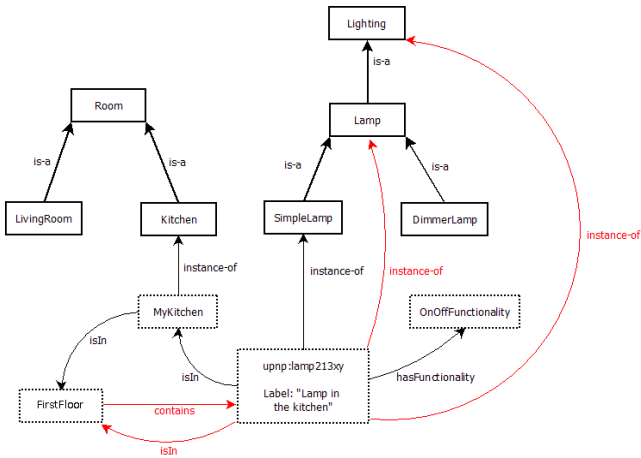 Lighting
is-a
Room
Lamp
is-a
is-a
is-a
is-a
LivingRoom
Kitchen
SimpleLamp
DimmerLamp
instance-of
instance-of
instance-of
instance-of
MyKitchen
OnOffFunctionality
isIn
upnp:lamp213xy
isIn
hasFunctionality
Label: "Lamp in
the kitchen"
FirstFloor
contains
isIn